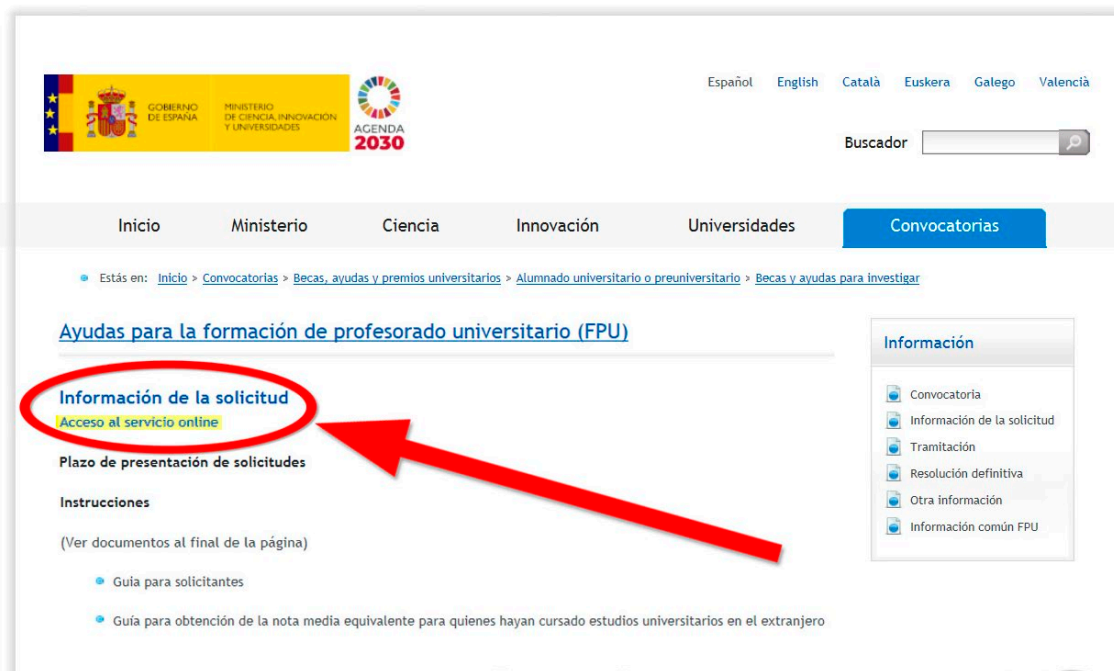 GOBIERNO
DE ESPAÑA
MINISTERIO
DE CIENCIA, INNOVACIÓN
Y UNIVERSIDADES
AGENDA
2030
Español English Català Euskera Galego Valencià
Buscador
Inicio Ministerio Ciencia Innovación Universidades Convocatorias
Estás en: Inicio > Convocatorias > Becas, ayudas y premios universitarios > Alumnado universitario o preuniversitario > Becas y ayudas para investigar
Ayudas para la formación de profesorado universitario (FPU)
Información de la solicitud
Acceso al servicio online
Plazo de presentación de solicitudes
Instrucciones
(Ver documentos al final de la página)
Guia para solicitantes
Guía para obtención de la nota media equivalente para quienes hayan cursado estudios universitarios en el extranjero
Información
Convocatoria
Información de la solicitud
Tramitación
Resolución definitiva
Otra información
Información común FPU